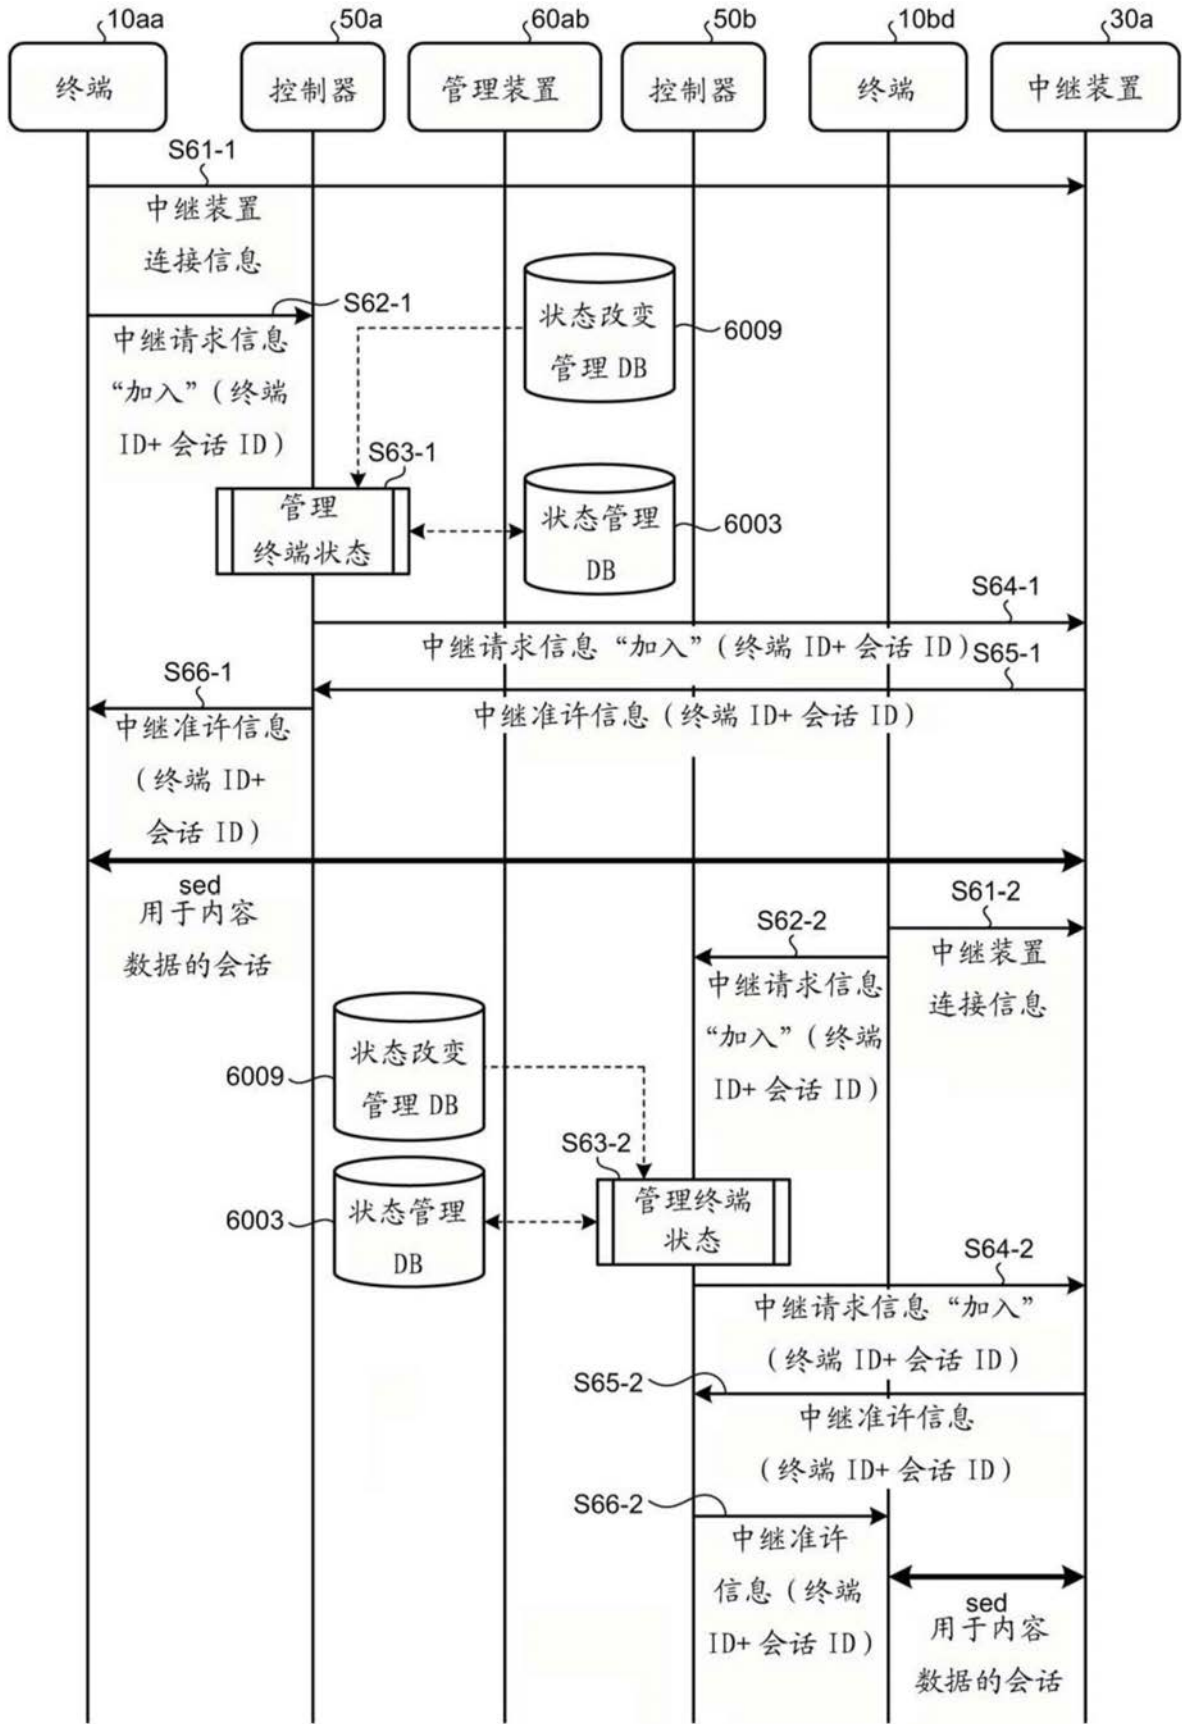 10aa
50a
60ab
50b
10bd
30a
终端
控制器
管理装置
控制器
终端
中继装置
S61-1
中继装置
连接信息
S62-1
中继请求信息
“加入”(终端
ID+会话 ID)
状态改变
管理 DB
6009
S63-1
管理
终端状态
状态管理
DB
6003
S64-1
中继请求信息“加入”(终端 ID+会话 ID)
S65-1
中继准许信息(终端 ID+会话 ID)
S66-1
中继准许信息
(终端 ID+
会话 ID)
sed
用于内容
数据的会话
S61-2
中继装置
连接信息
S62-2
中继请求信息
“加入”(终端
ID+会话 ID)
状态改变
管理 DB
6009
S63-2
管理终端
状态
状态管理
DB
6003
S64-2
中继请求信息“加入”
(终端 ID+会话 ID)
S65-2
中继准许信息
(终端 ID+会话 ID)
S66-2
中继准许
信息(终端
ID+会话 ID)
sed
用于内容
数据的会话